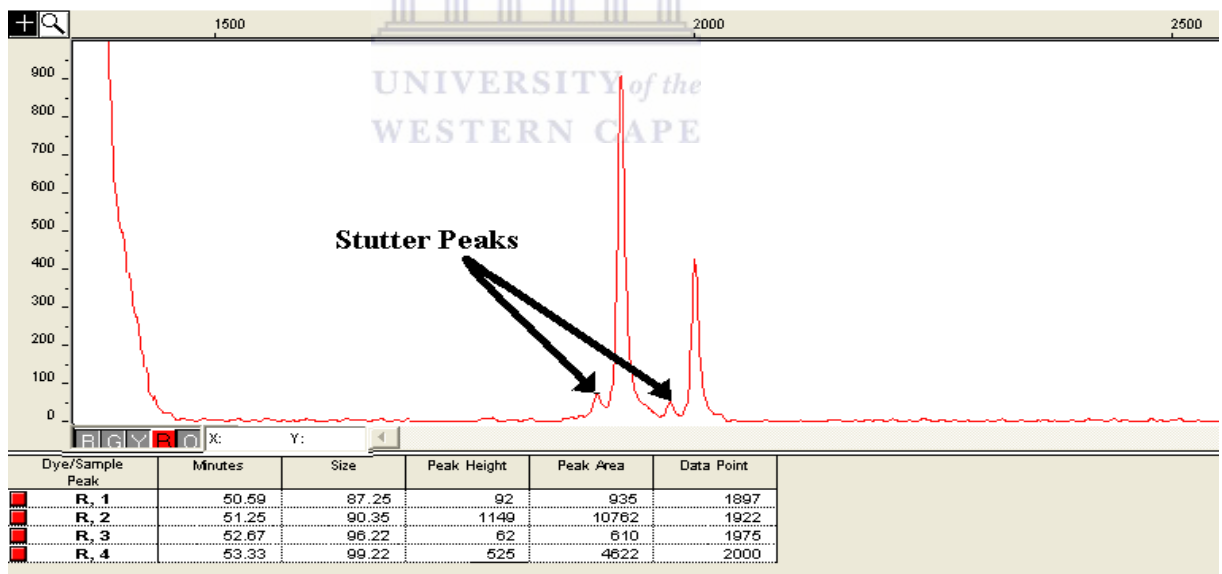 1500 2000 2500
UNIVERSITY of the
WESTERN CAPE
900
800
700
600
500
400
300
200
100
0
Stutter Peaks
B G Y R O X: Y:
Dye/Sample Peak Minutes Size Peak Height Peak Area Data Point
R, 1 50.59 87.25 92 935 1897
R, 2 51.25 90.35 1149 10762 1922
R, 3 52.67 96.22 62 610 1975
R, 4 53.33 99.22 525 4622 2000